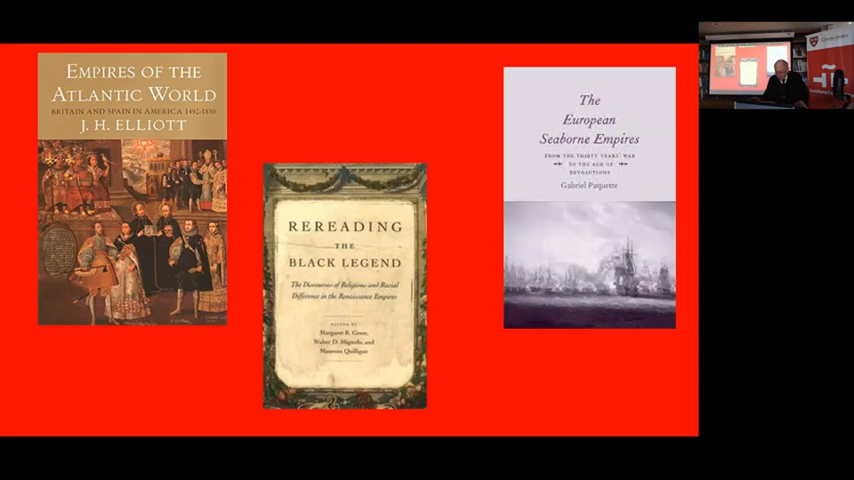 EMPIRES OF THE
ATLANTIC WORLD
BRITAIN AND SPAIN IN AMERICA 1492-1830
J. H. ELLIOTT
REREADING
THE
BLACK LEGEND
The Discourses of Religious and Racial
Difference in the Renaissance Empires
EDITED BY
Margaret R. Greer,
Walter D. Mignolo, and
Maureen Quilligan
The
European
Seaborne Empires
FROM THE THIRTY YEARS' WAR
TO THE AGE OF
REVOLUTIONS
Gabriel Paquette